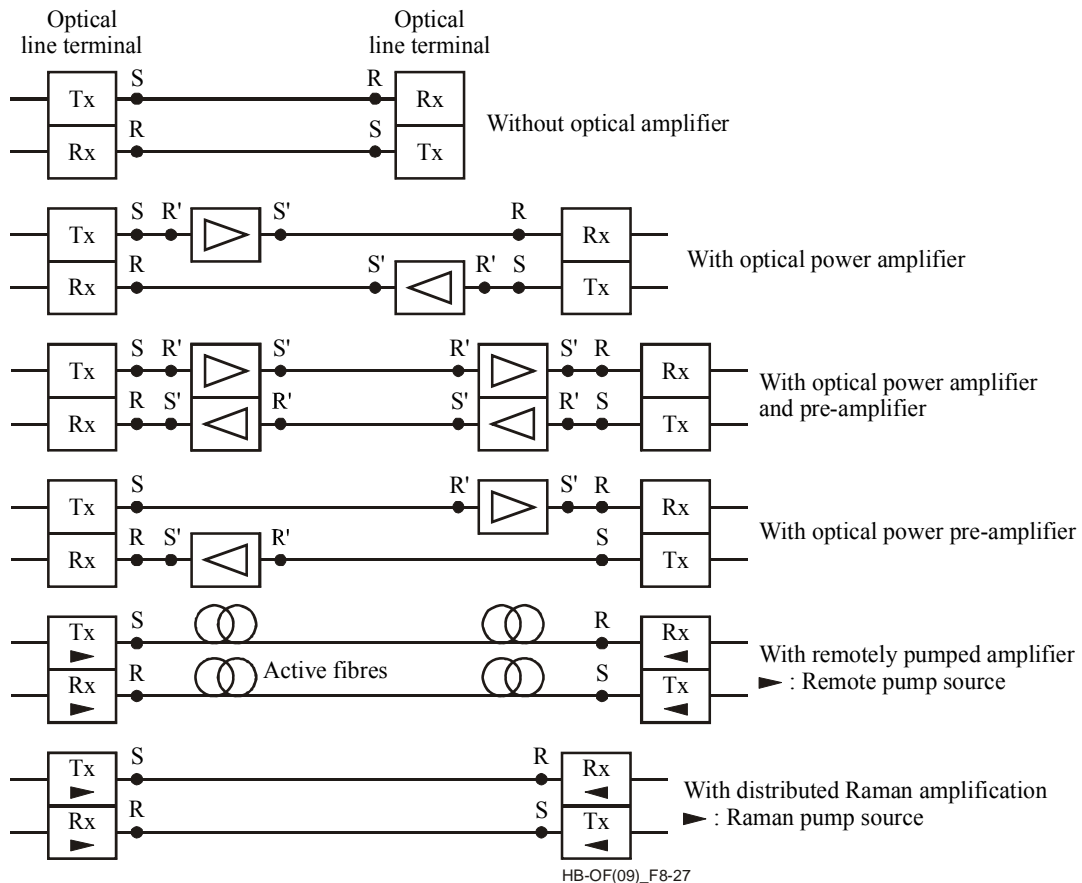 Optical
line terminal
Optical
line terminal
S R
Tx Rx
R S
Rx Tx
Without optical amplifier
S R' S' R
Tx Rx
R S' R' S
Rx Tx
With optical power amplifier
S R' S' R' S' R
Tx Rx
R S' R' S' R' S
Rx Tx
With optical power amplifier
and pre-amplifier
S R' S' R
Tx Rx
R S' R' S
Rx Tx
With optical power pre-amplifier
S R
Tx Rx
R Active fibres S
Rx Tx
With remotely pumped amplifier
: Remote pump source
S R
Tx Rx
R S
Rx Tx
With distributed Raman amplification
: Raman pump source
HB-OF(09)_F8-27